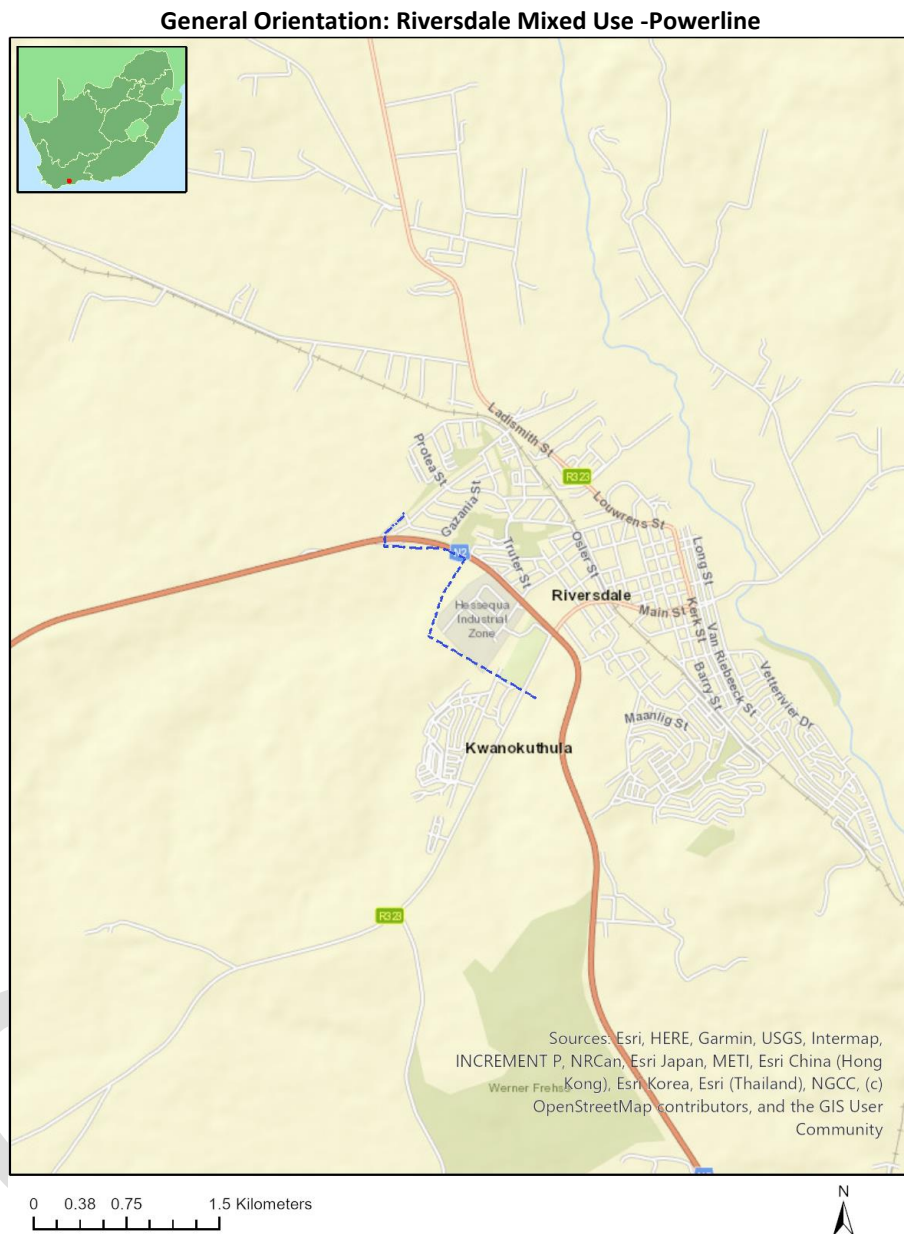 General Orientation: Riversdale Mixed Use -Powerline
Ladismith St
Protea St
R323
Gazania St
Louwrens St
N2
Trufer St
Osler St
Long St
Riversdale
Hessequa
Industrial
Zone
Main St
Kerk St
Van Riebeeck St
Barry St
Vetterivier Dr
Maanlig St
Kwanokuthula
R323
Sources: Esri, HERE, Garmin, USGS, Intermap,
INCREMENT P, NRCan, Esri Japan, METI, Esri China (Hong
Kong), Esri Korea, Esri (Thailand), NGCC, (c)
OpenStreetMap contributors, and the GIS User
Community
Werner Frehse
0 0.38 0.75 1.5 Kilometers
N